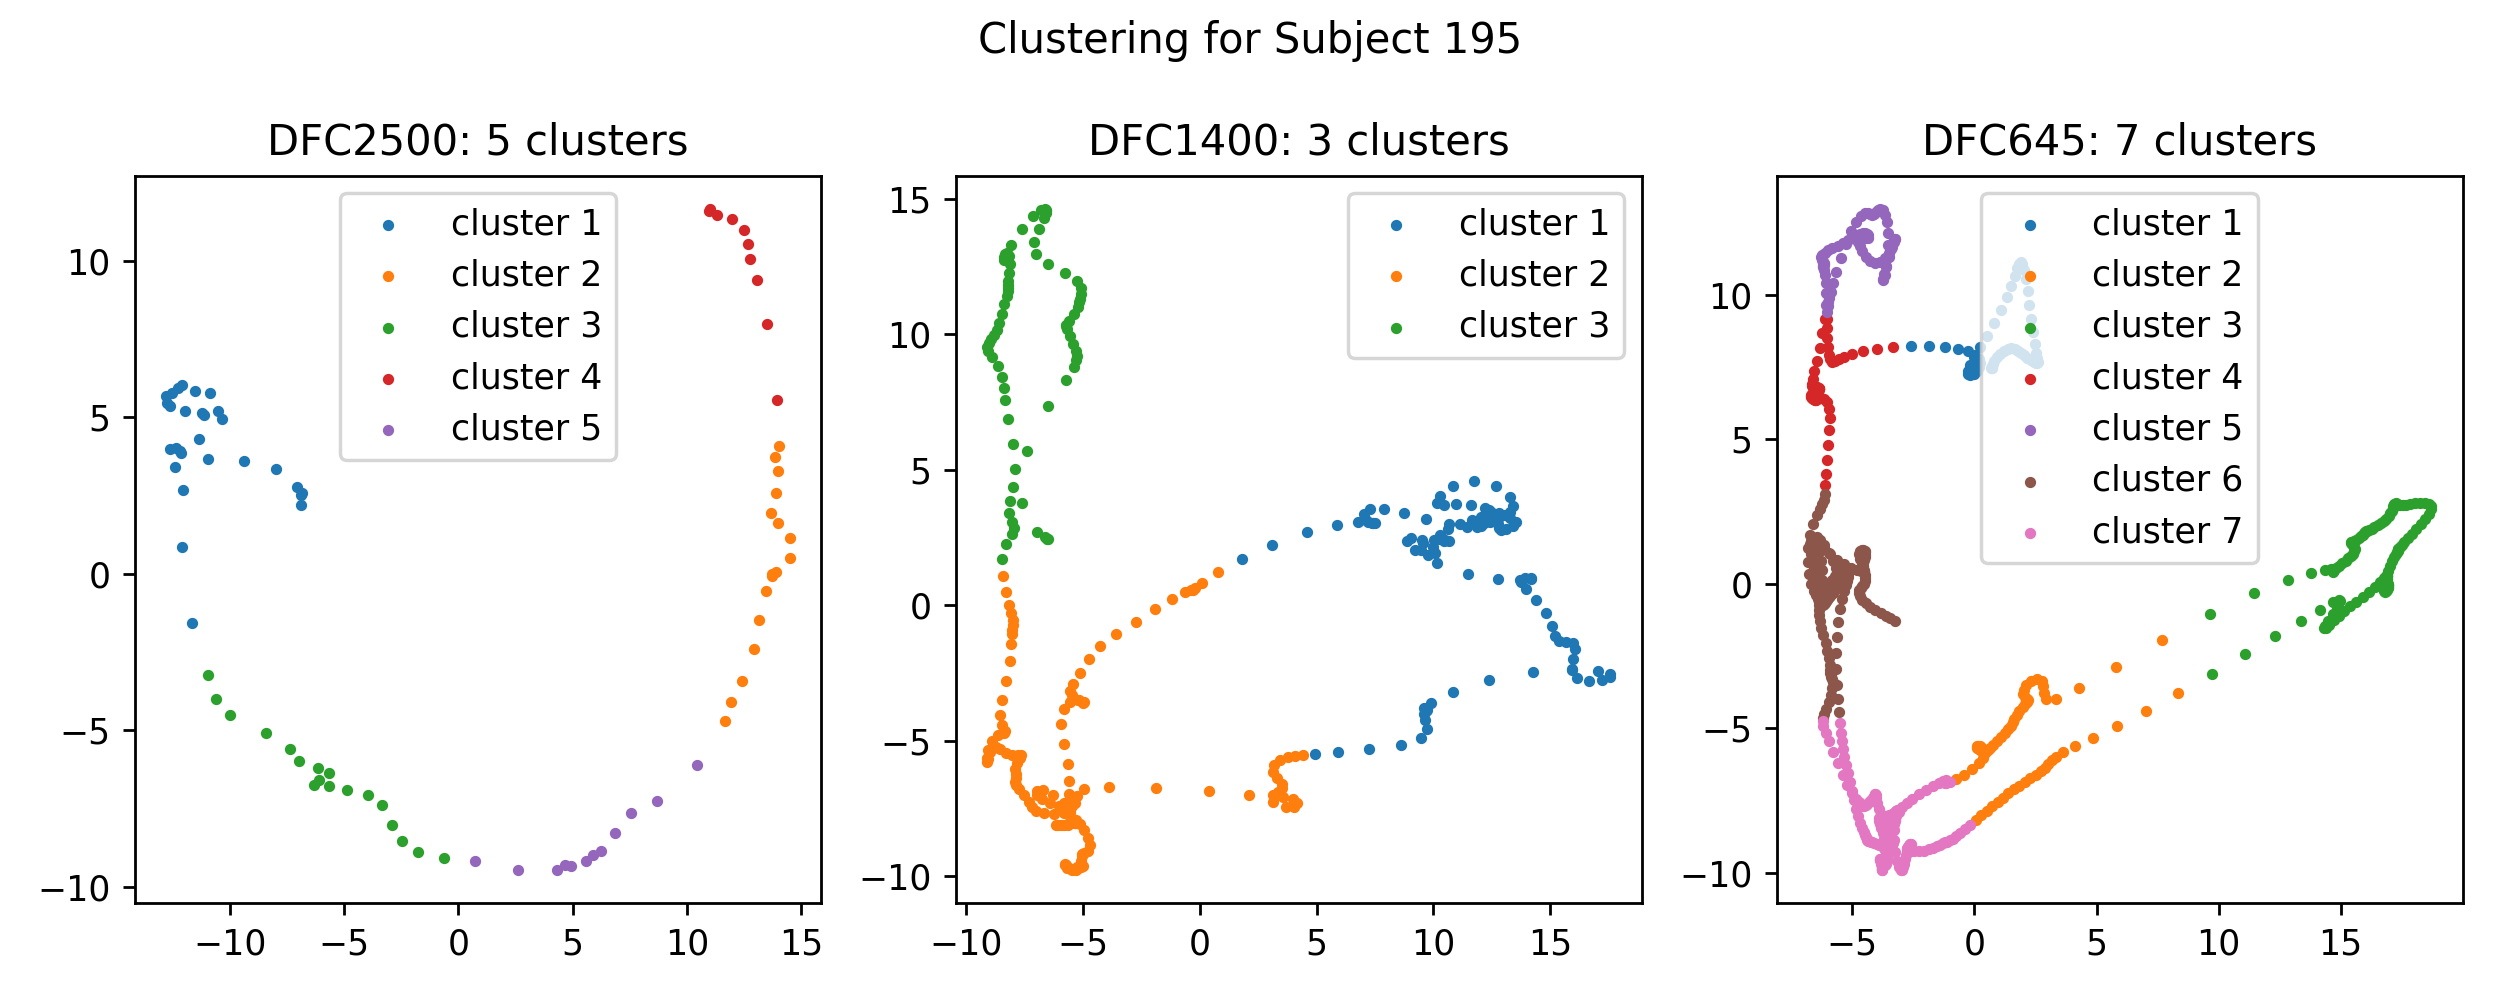 Clustering for Subject 195
DFC2500: 5 clusters
cluster 1
cluster 2
cluster 3
cluster 4
cluster 5
10
5
0
−5
−10
−10 −5 0 5 10 15
DFC1400: 3 clusters
cluster 1
cluster 2
cluster 3
15
10
5
0
−5
−10
−10 −5 0 5 10 15
DFC645: 7 clusters
cluster 1
cluster 2
cluster 3
cluster 4
cluster 5
cluster 6
cluster 7
10
5
0
−5
−10
−5 0 5 10 15